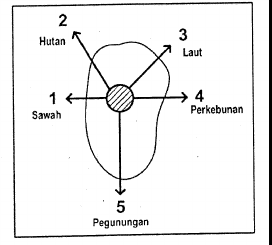 2
Hutan
3
Laut
1
Sawah
4
Perkebunan
5
Pegunungan